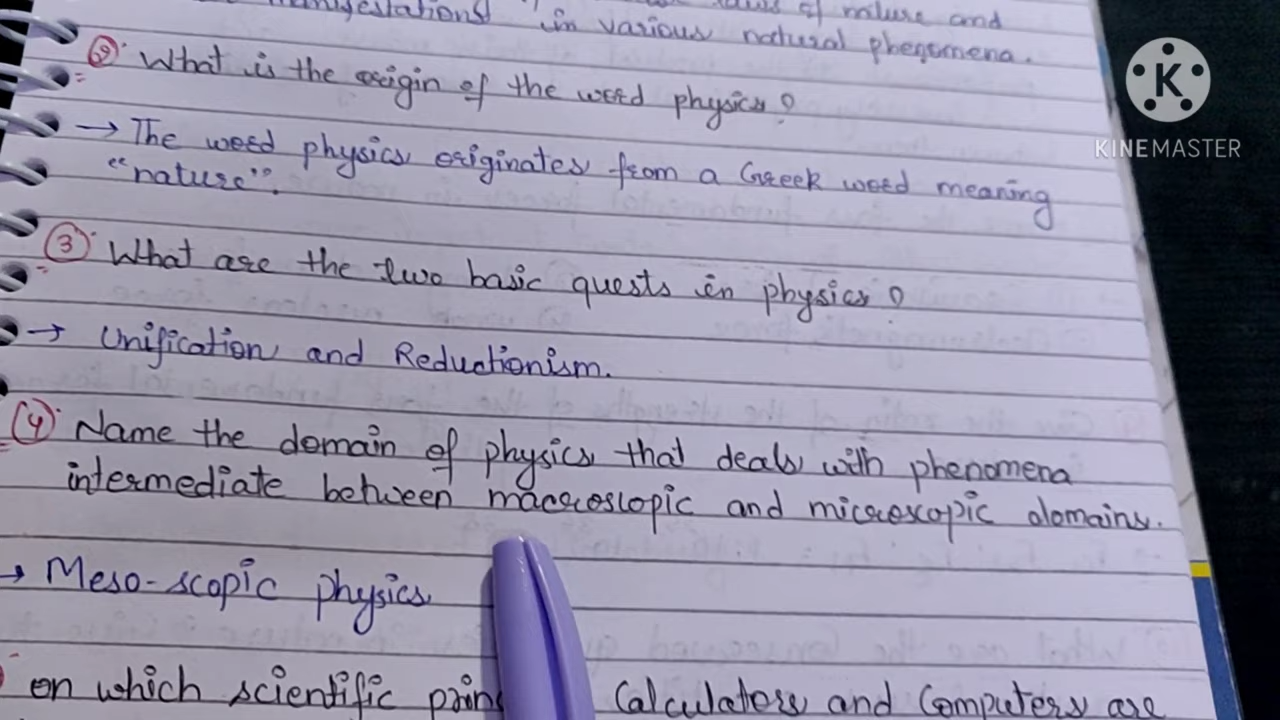 manifestations in various natural phenomena.
② What is the origin of the word physics?
→ The word physics originates from a Greek word meaning
"nature".
③ What are the two basic quests in physics?
→ Unification and Reductionism.
④ Name the domain of physics that deals with phenomena
intermediate between macroscopic and microscopic domains.
→ Meso-scopic physics
on which scientific Calculators and Computers are
K
KINEMASTER